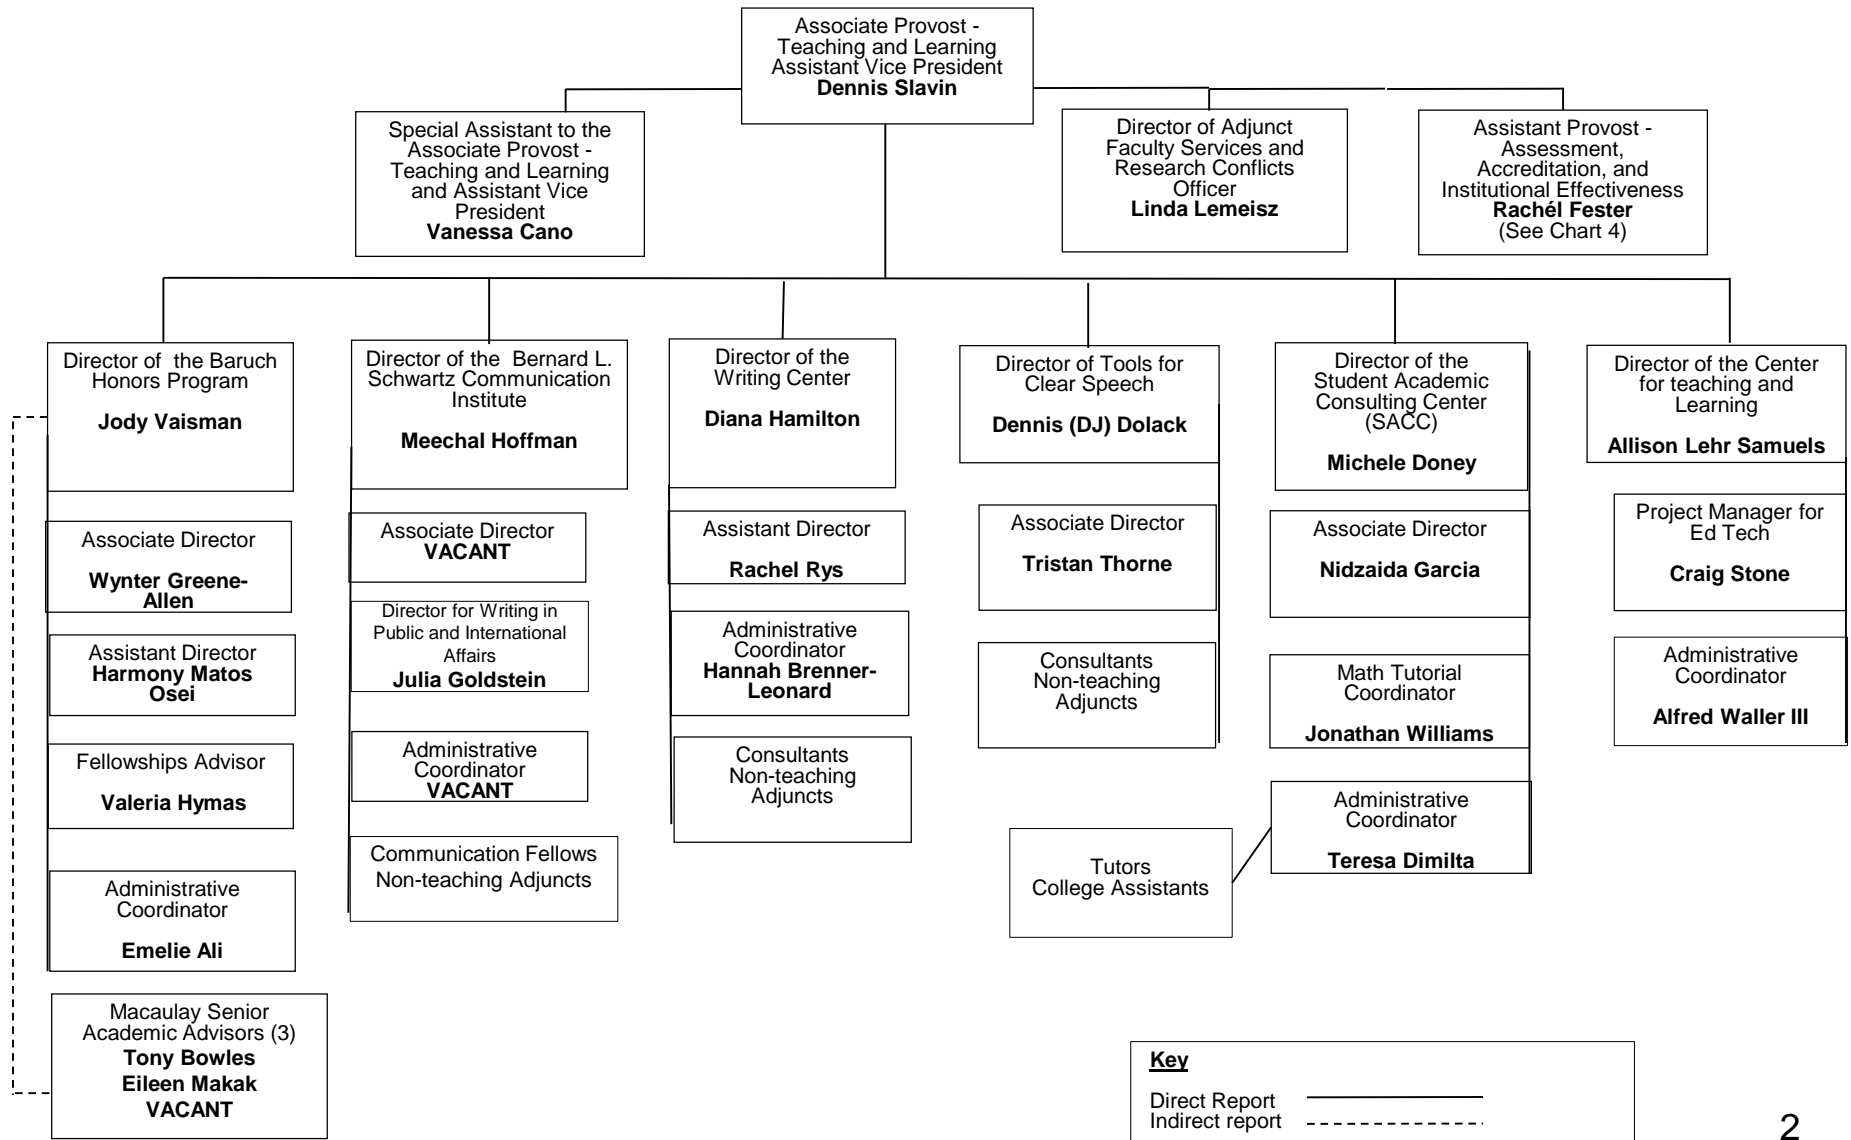 Associate Provost -
Teaching and Learning
Assistant Vice President
Dennis Slavin
Special Assistant to the
Associate Provost -
Teaching and Learning
and Assistant Vice
President
Vanessa Cano
Director of Adjunct
Faculty Services and
Research Conflicts
Officer
Linda Lemeisz
Assistant Provost -
Assessment,
Accreditation, and
Institutional Effectiveness
Rachél Fester
(See Chart 4)
Director of the Baruch
Honors Program
Jody Vaisman
Associate Director
Wynter Greene-
Allen
Assistant Director
Harmony Matos
Osei
Fellowships Advisor
Valeria Hymas
Administrative
Coordinator
Emelie Ali
Macaulay Senior
Academic Advisors (3)
Tony Bowles
Eileen Makak
VACANT
Director of the Bernard L.
Schwartz Communication
Institute
Meechal Hoffman
Associate Director
VACANT
Director for Writing in
Public and International
Affairs
Julia Goldstein
Administrative
Coordinator
VACANT
Communication Fellows
Non-teaching Adjuncts
Director of the
Writing Center
Diana Hamilton
Assistant Director
Rachel Rys
Administrative
Coordinator
Hannah Brenner-
Leonard
Consultants
Non-teaching
Adjuncts
Director of Tools for
Clear Speech
Dennis (DJ) Dolack
Associate Director
Tristan Thorne
Consultants
Non-teaching
Adjuncts
Director of the
Student Academic
Consulting Center
(SACC)
Michele Doney
Associate Director
Nidzaida Garcia
Math Tutorial
Coordinator
Jonathan Williams
Administrative
Coordinator
Teresa Dimilta
Tutors
College Assistants
Director of the Center
for teaching and
Learning
Allison Lehr Samuels
Project Manager for
Ed Tech
Craig Stone
Administrative
Coordinator
Alfred Waller III
Key
Direct Report
Indirect report
2